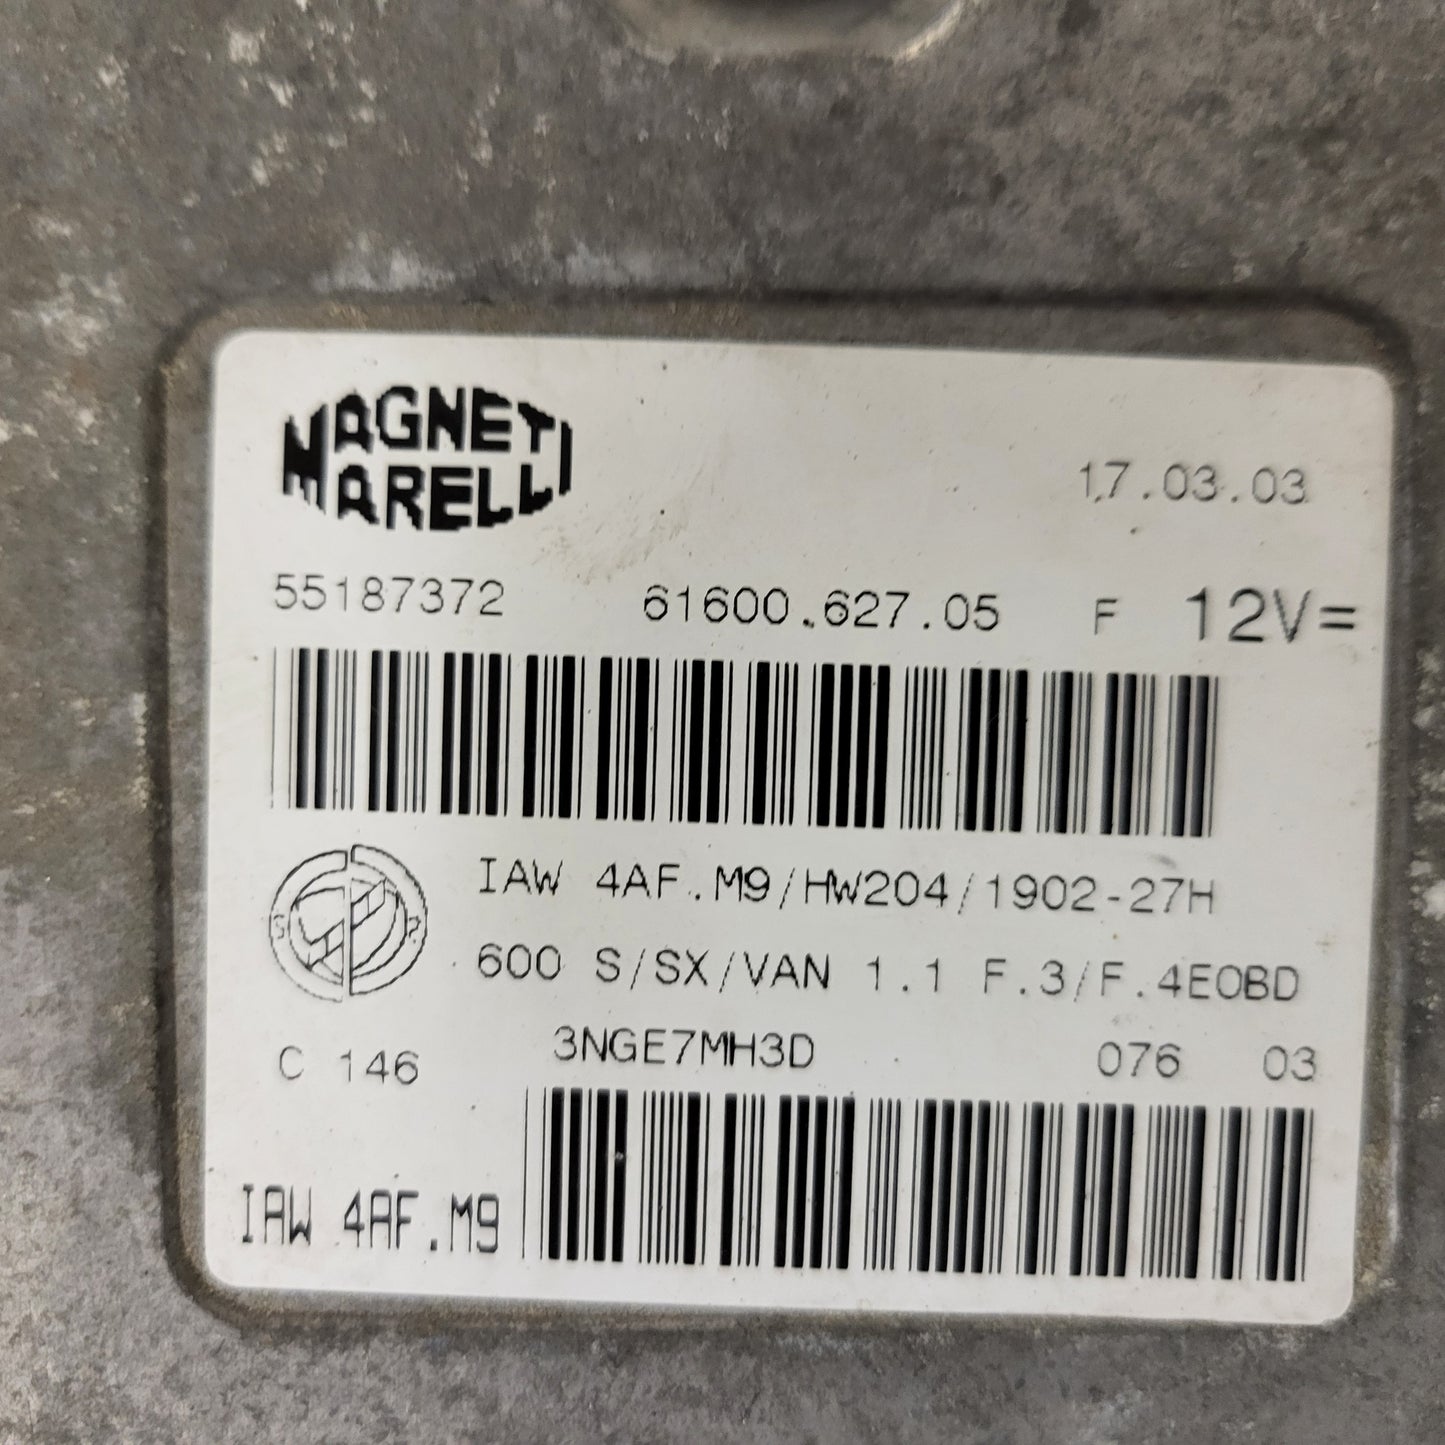 MAGNETI
MARELLI
17.03.03
55187372 61600.627.05 F 12V=
IAW 4AF.M9/HW204/1902-27H
S R
600 S/SX/VAN 1.1 F.3/F.4EOBD
C 146 3NGE7MH3D 076 03
IAW 4AF.M9